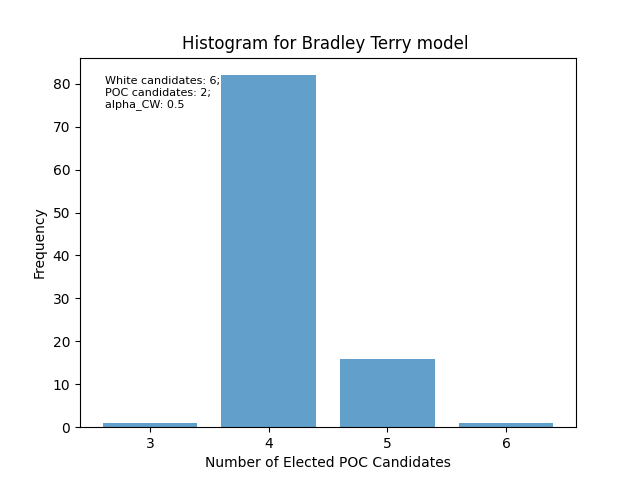 Histogram for Bradley Terry model
White candidates: 6;
POC candidates: 2;
alpha_CW: 0.5
80
70
60
50
40
30
20
10
0
Frequency
3 4 5 6
Number of Elected POC Candidates